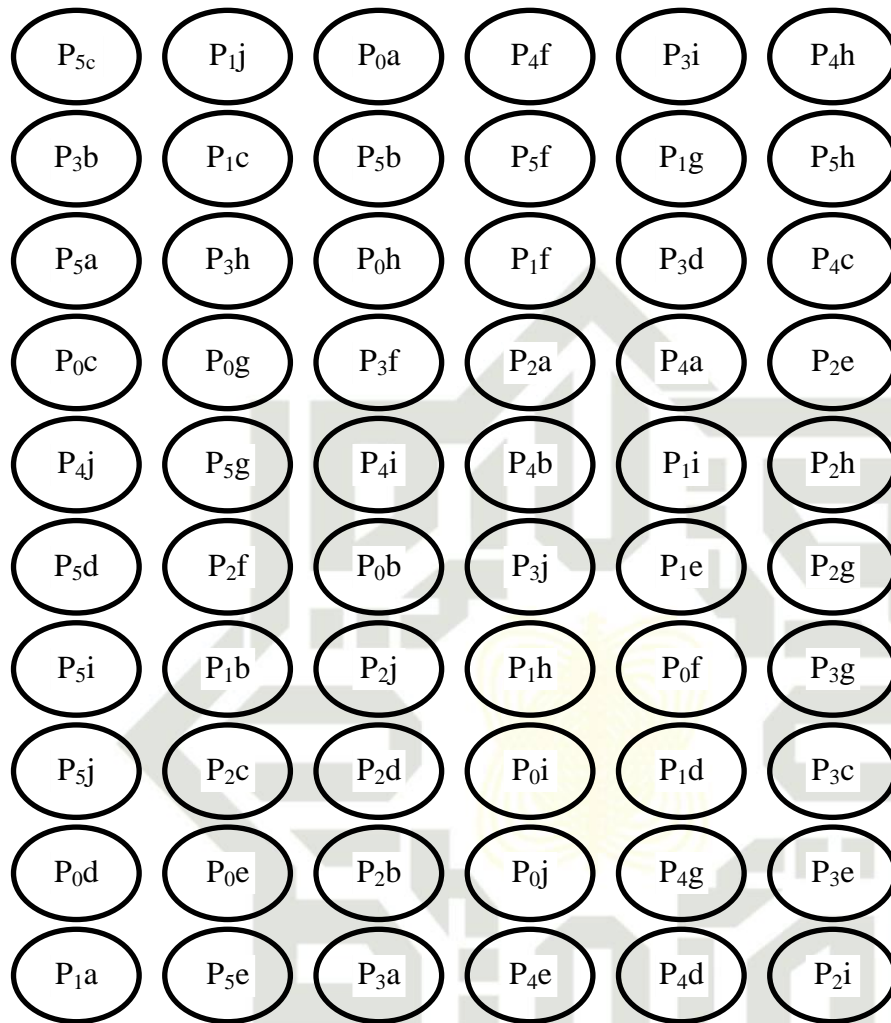 P5c P1j P0a P4f P3i P4h
P3b P1c P5b P5f P1g P5h
P5a P3h P0h P1f P3d P4c
P0c P0g P3f P2a P4a P2e
P4j P5g P4i P4b P1i P2h
P5d P2f P0b P3j P1e P2g
P5i P1b P2j P1h P0f P3g
P5j P2c P2d P0i P1d P3c
P0d P0e P2b P0j P4g P3e
P1a P5e P3a P4e P4d P2i